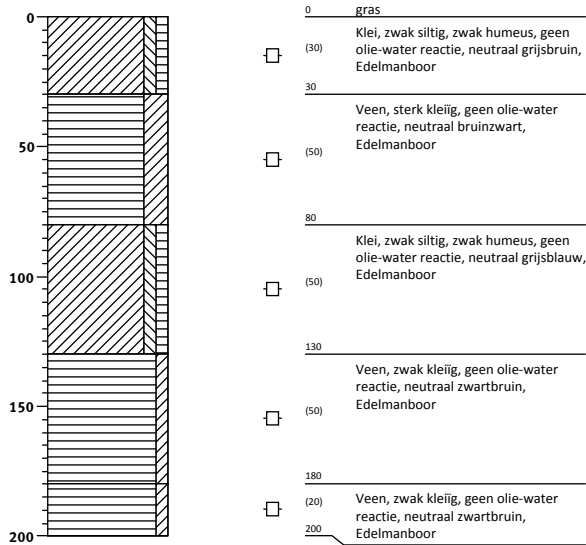 0
50
100
150
200
0 gras
(30)
Klei, zwak siltig, zwak humeus, geen
olie-water reactie, neutraal grijsbruin,
Edelmanboor
30
(50)
Veen, sterk kleiïg, geen olie-water
reactie, neutraal bruinzwart,
Edelmanboor
80
(50)
Klei, zwak siltig, zwak humeus, geen
olie-water reactie, neutraal grijsblauw,
Edelmanboor
130
(50)
Veen, zwak kleiïg, geen olie-water
reactie, neutraal zwartbruin,
Edelmanboor
180
(20)
Veen, zwak kleiïg, geen olie-water
reactie, neutraal zwartbruin,
Edelmanboor
200